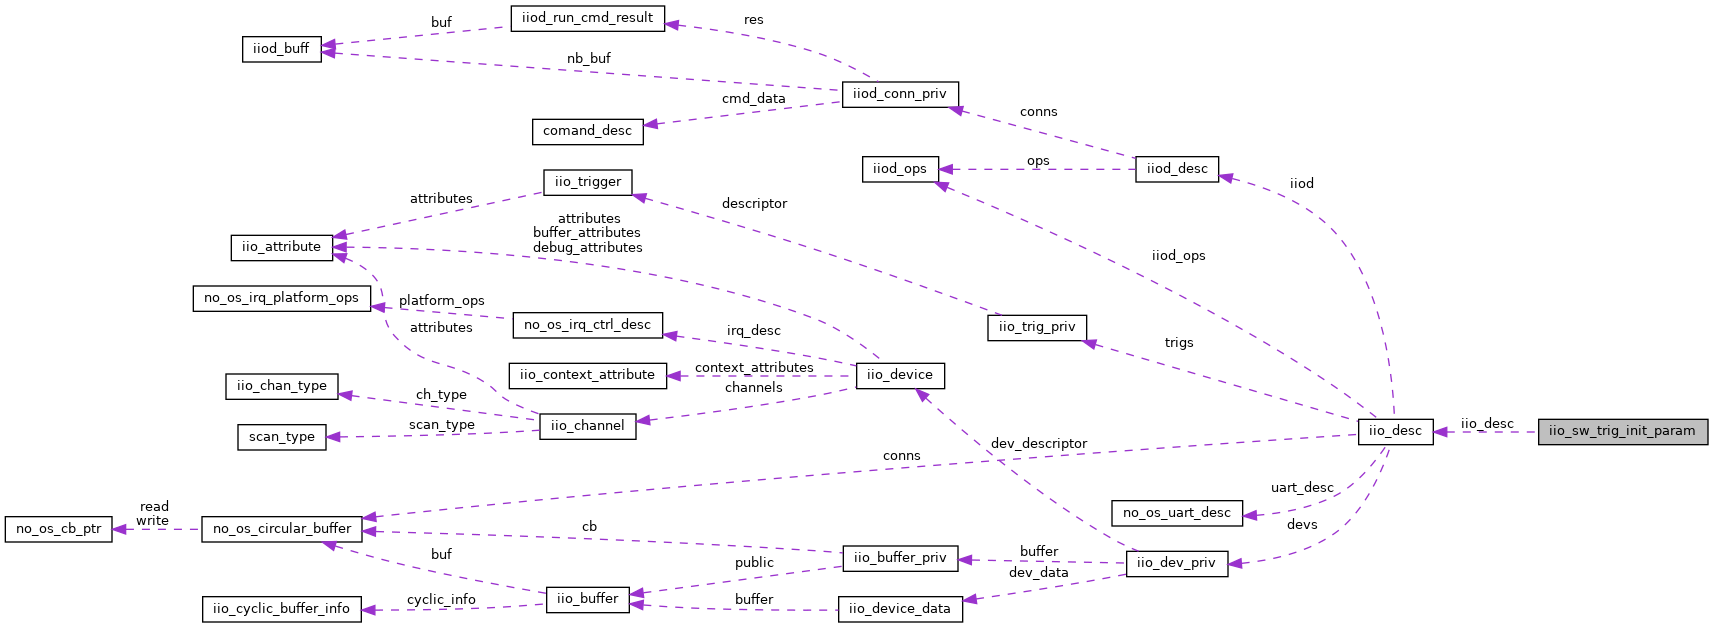 buf
iiod_run_cmd_result
res
iiod_buff
nb_buf
iiod_conn_priv
cmd_data
comand_desc
conns
iiod_ops
ops
iiod_desc
iiod
iio_trigger
attributes
descriptor
attributes
buffer_attributes
debug_attributes
iio_attribute
iiod_ops
no_os_irq_platform_ops
platform_ops
no_os_irq_ctrl_desc
irq_desc
iio_trig_priv
trigs
attributes
iio_context_attribute
context_attributes
iio_device
channels
iio_chan_type
ch_type
scan_type
scan_type
iio_channel
iio_desc
iio_desc
iio_sw_trig_init_param
dev_descriptor
conns
uart_desc
no_os_uart_desc
devs
read
write
no_os_cb_ptr
no_os_circular_buffer
cb
buf
iio_buffer_priv
buffer
iio_dev_priv
public
dev_data
iio_cyclic_buffer_info
cyclic_info
iio_buffer
buffer
iio_device_data